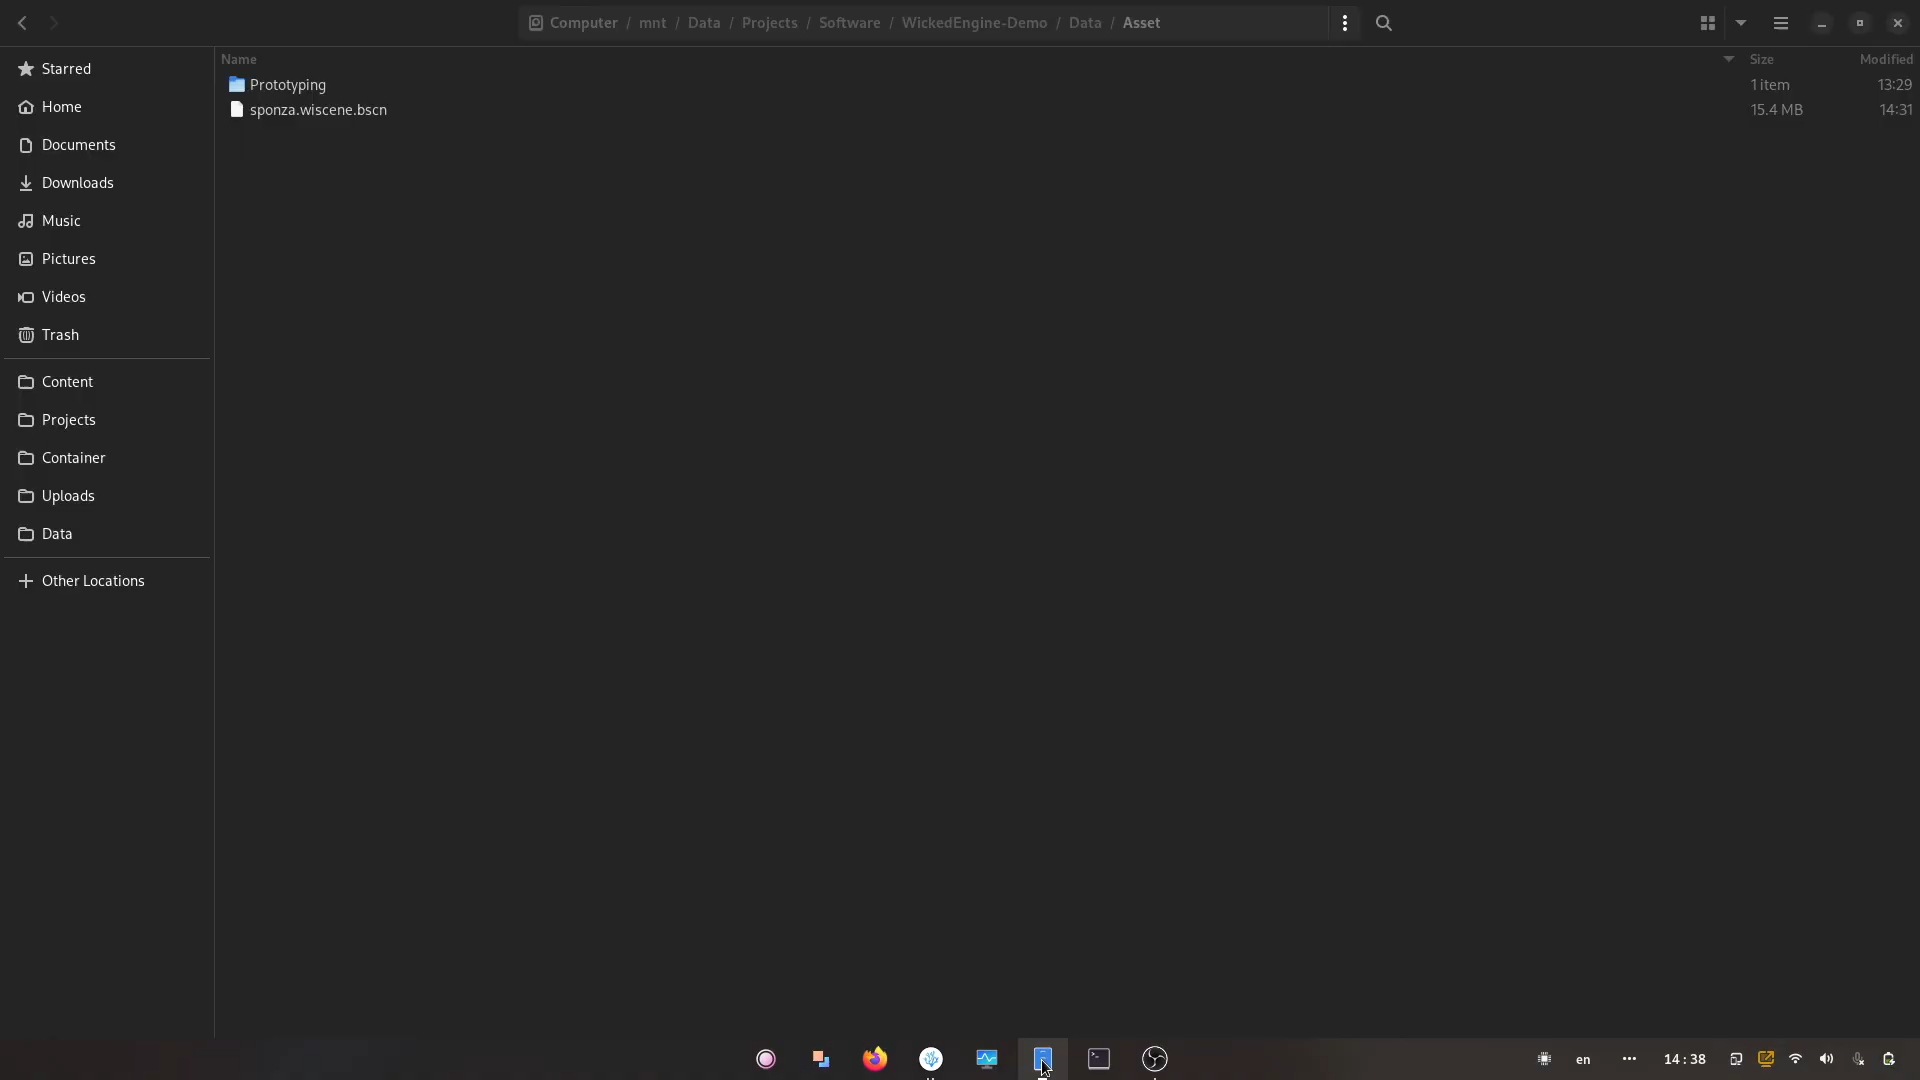 Computer / mnt / Data / Projects / Software / WickedEngine-Demo / Data / Asset
Starred
Home
Documents
Downloads
Music
Pictures
Videos
Trash
Content
Projects
Container
Uploads
Data
Other Locations
Name Size Modified
Prototyping 1 item 13:29
sponza.wiscene.bscn 15.4 MB 14:31
en 14:38